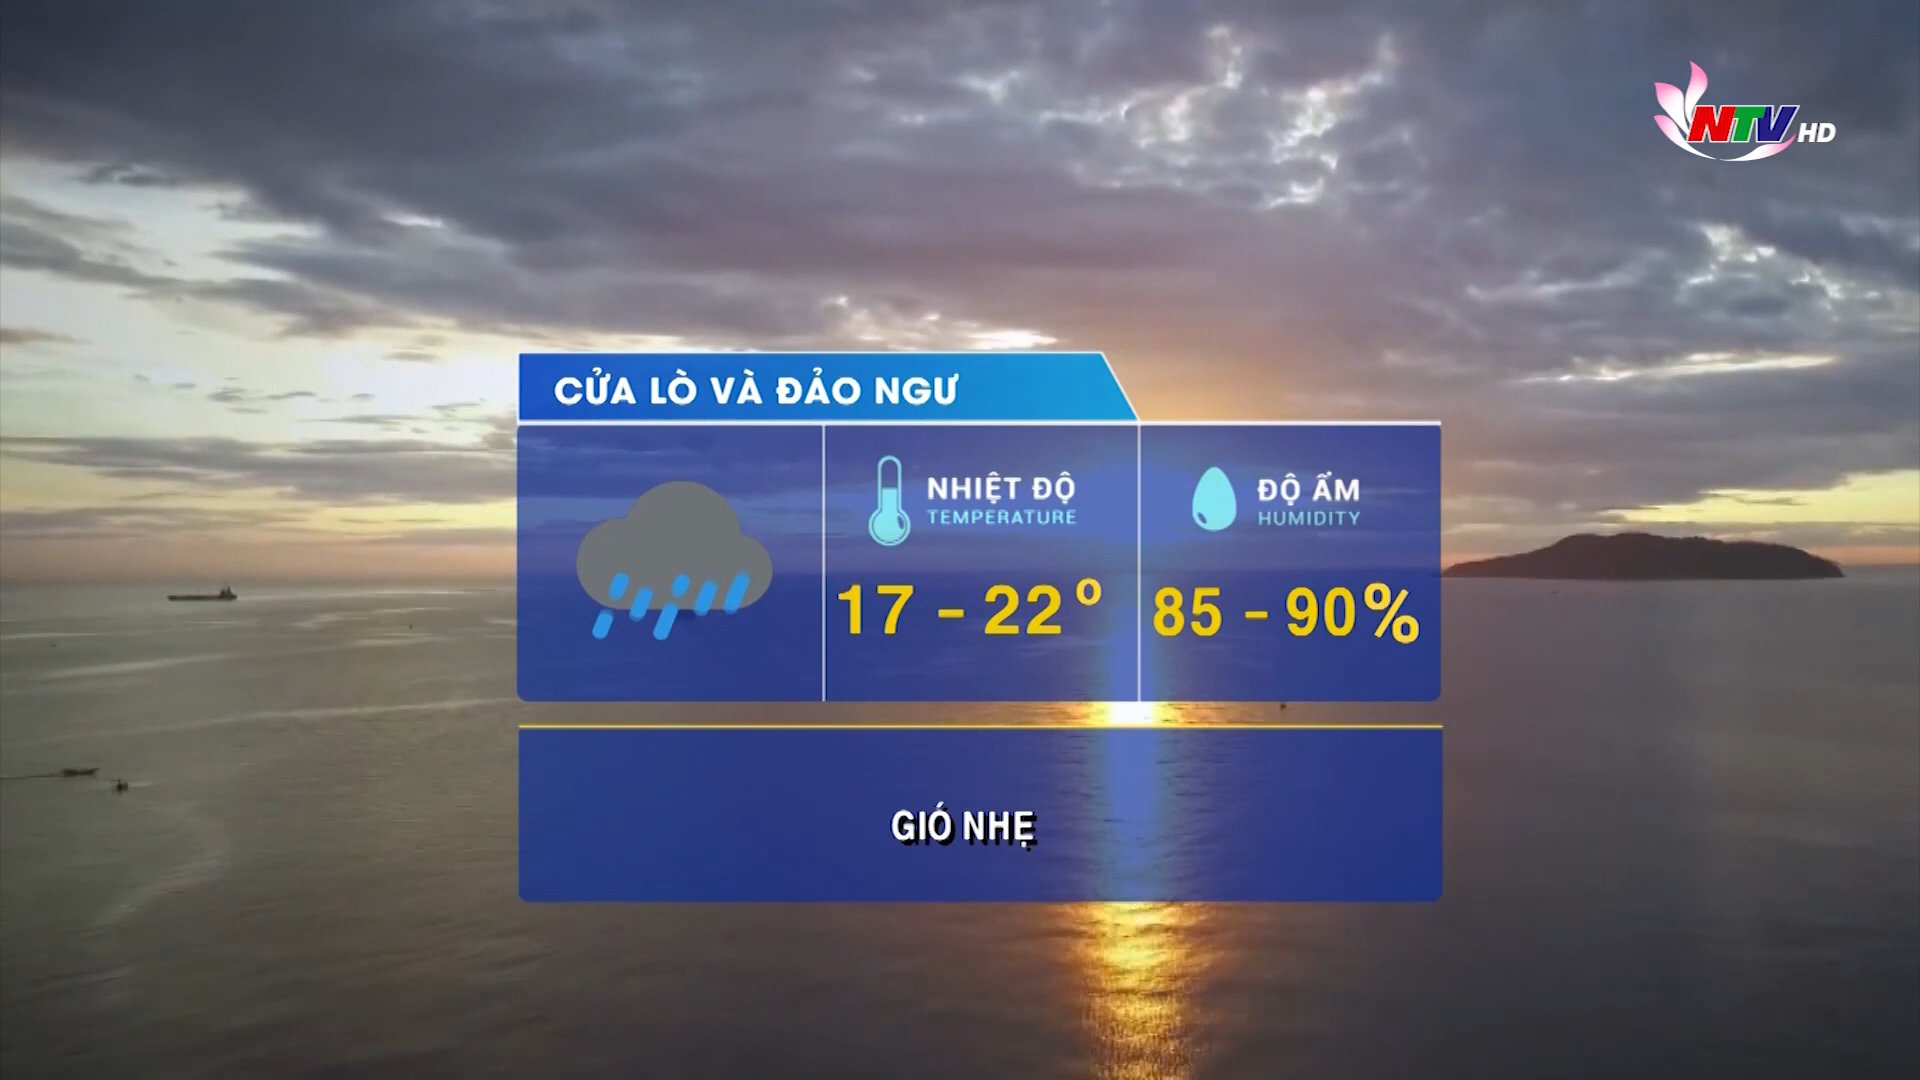 NTV HD
CỬA LÒ VÀ ĐẢO NGƯ
NHIỆT ĐỘ
TEMPERATURE
17 - 22°
ĐỘ ẨM
HUMIDITY
85 - 90%
GIÓ NHẸ